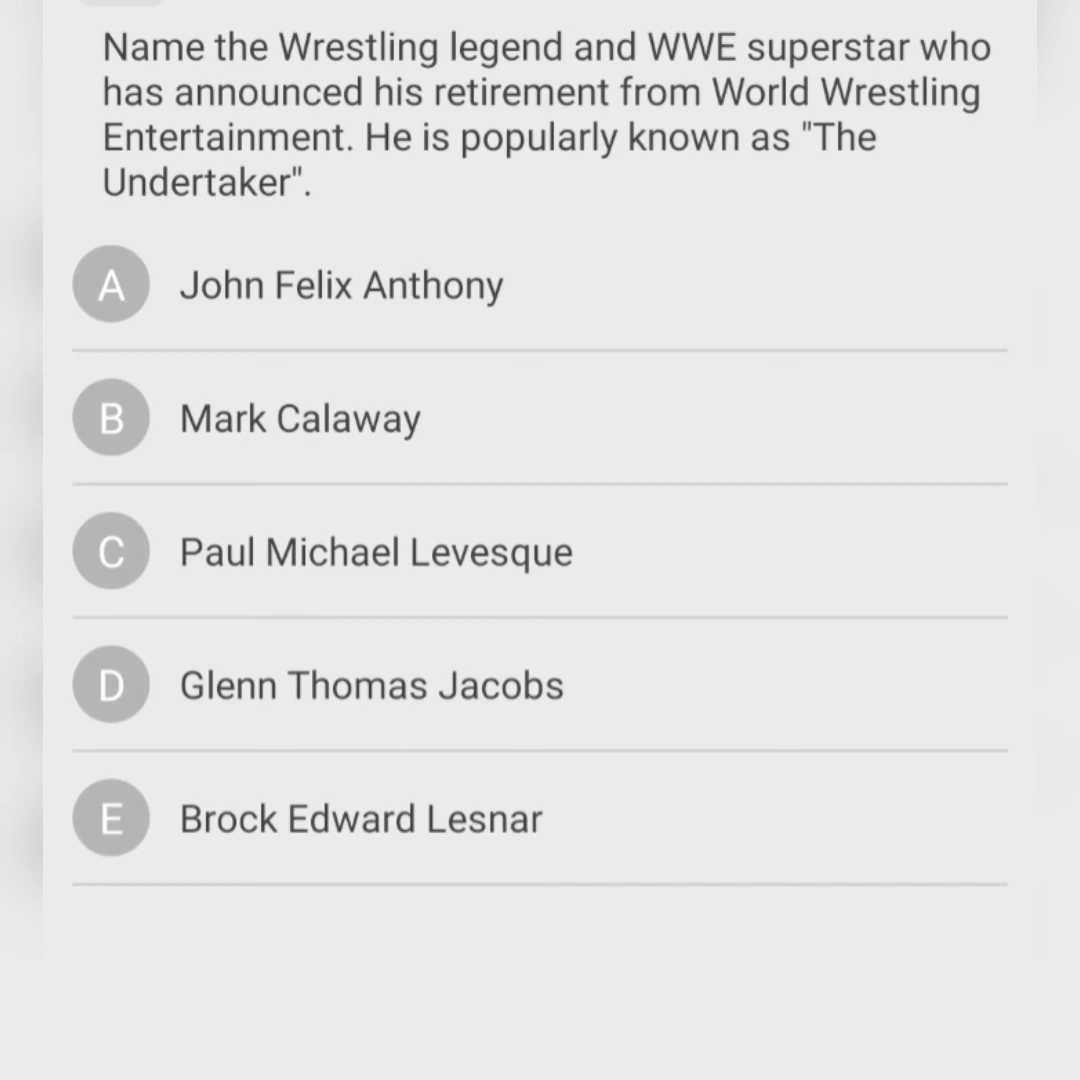 Name the Wrestling legend and WWE superstar who
has announced his retirement from World Wrestling
Entertainment. He is popularly known as "The
Undertaker".
A John Felix Anthony
B Mark Calaway
C Paul Michael Levesque
D Glenn Thomas Jacobs
E Brock Edward Lesnar